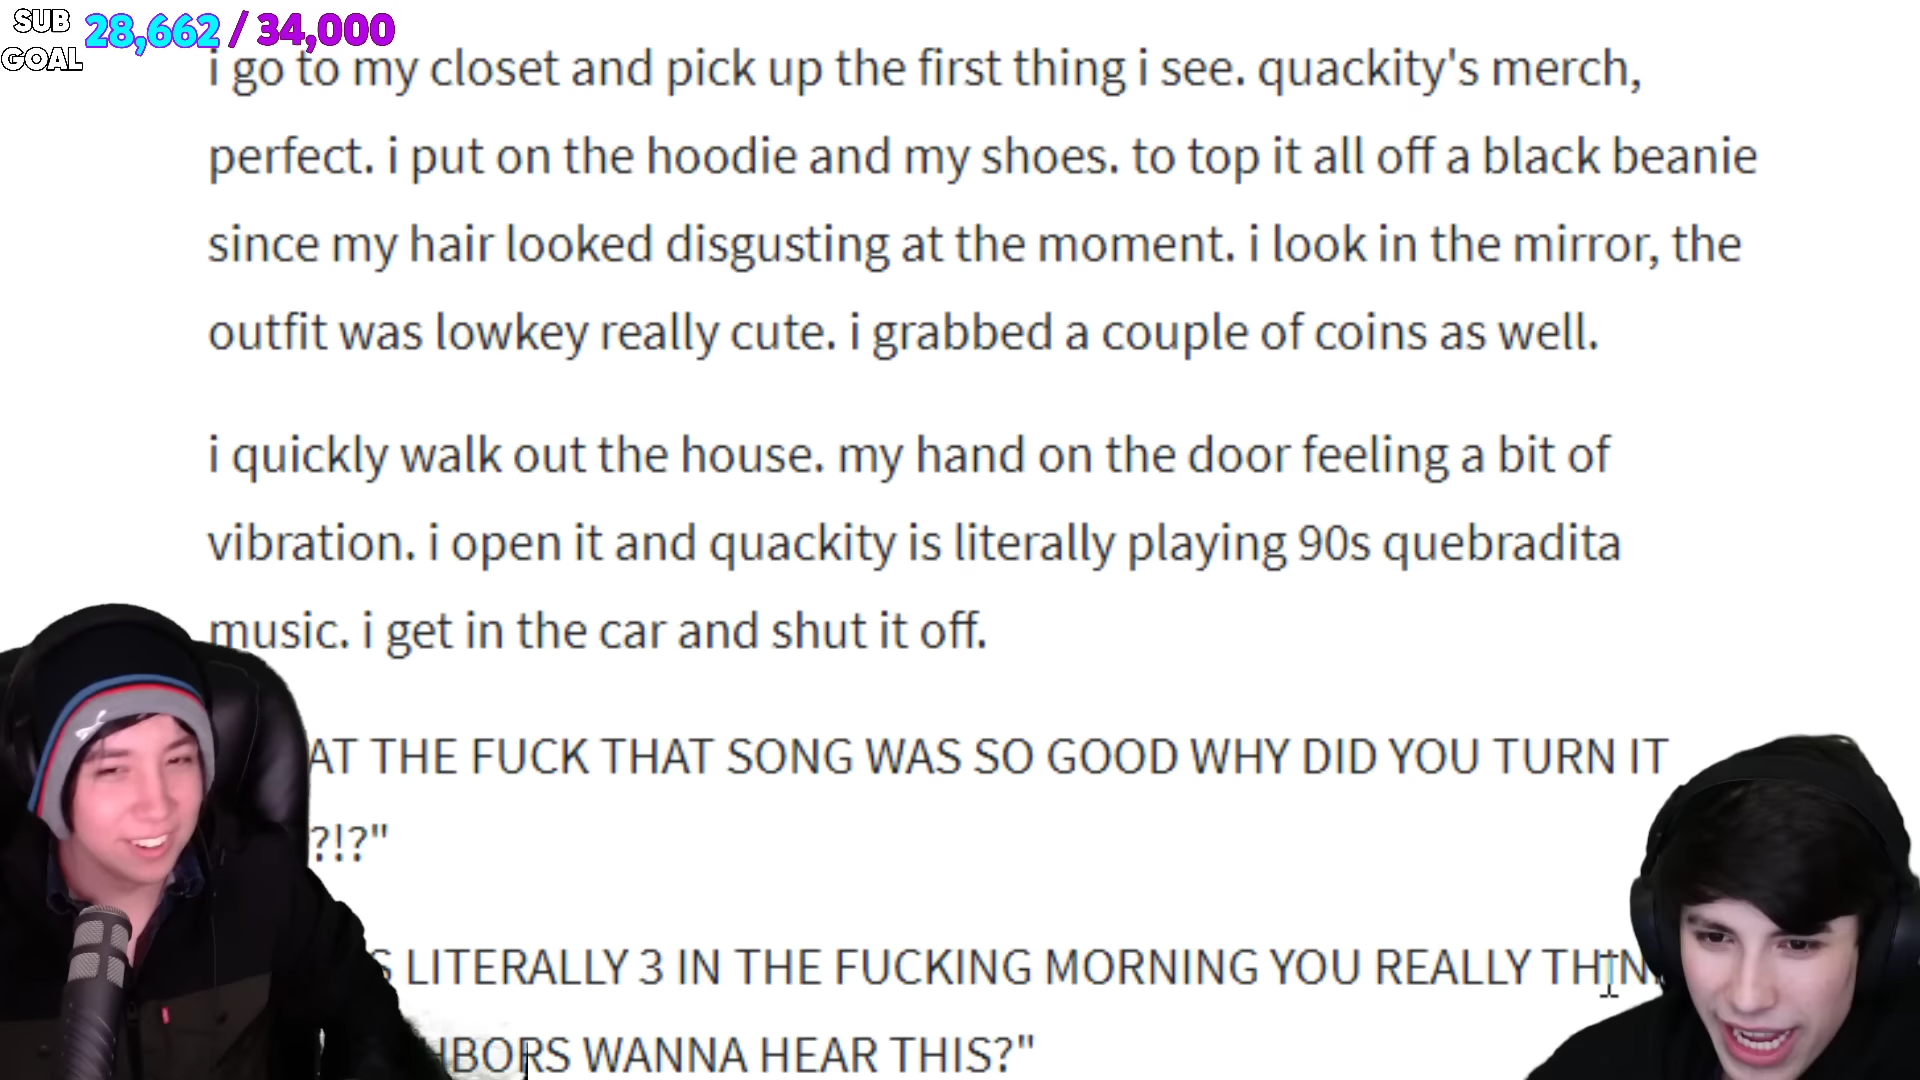 SUB
GOAL 28,662 / 34,000
i go to my closet and pick up the first thing i see. quackity's merch,
perfect. i put on the hoodie and my shoes. to top it all off a black beanie
since my hair looked disgusting at the moment. i look in the mirror, the
outfit was lowkey really cute. i grabbed a couple of coins as well.
i quickly walk out the house. my hand on the door feeling a bit of
vibration. i open it and quackity is literally playing 90s quebradita
music. i get in the car and shut it off.
AT THE FUCK THAT SONG WAS SO GOOD WHY DID YOU TURN IT
?!?"
S LITERALLY 3 IN THE FUCKING MORNING YOU REALLY THIN
HBORS WANNA HEAR THIS?"